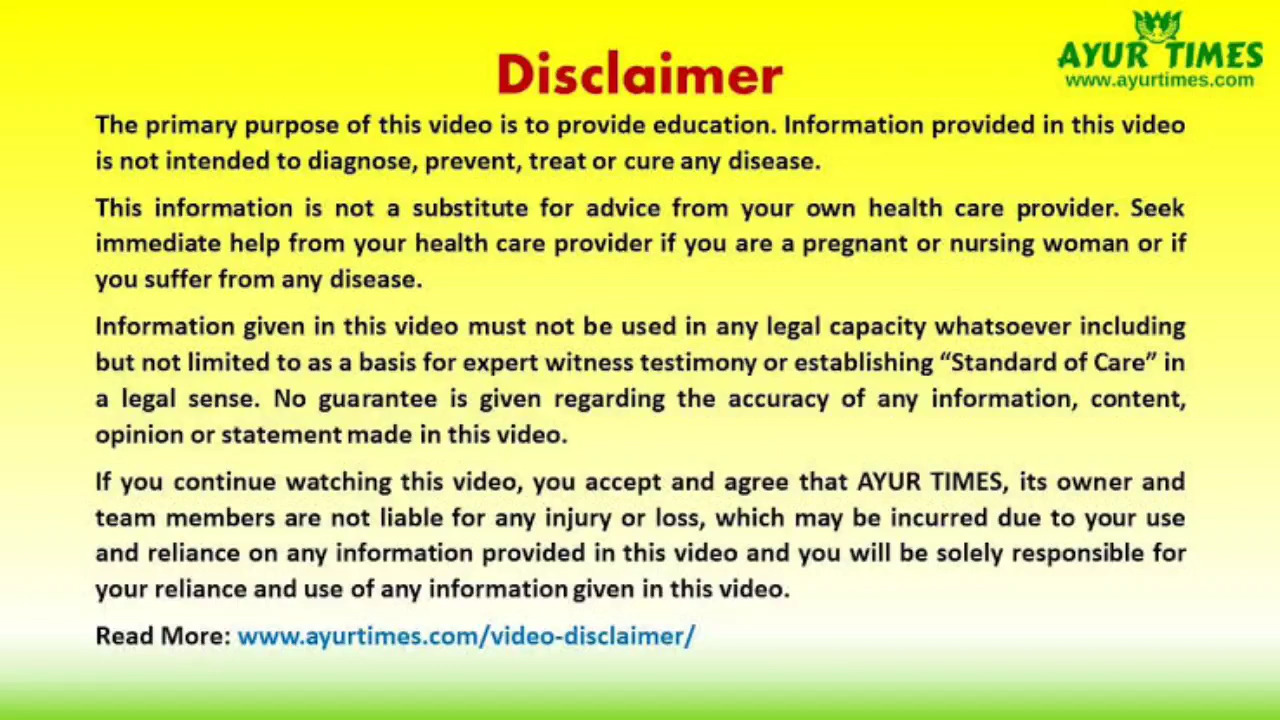 AYUR TIMES
www.ayurtimes.com
Disclaimer
The primary purpose of this video is to provide education. Information provided in this video
is not intended to diagnose, prevent, treat or cure any disease.
This information is not a substitute for advice from your own health care provider. Seek
immediate help from your health care provider if you are a pregnant or nursing woman or if
you suffer from any disease.
Information given in this video must not be used in any legal capacity whatsoever including
but not limited to as a basis for expert witness testimony or establishing “Standard of Care” in
a legal sense. No guarantee is given regarding the accuracy of any information, content,
opinion or statement made in this video.
If you continue watching this video, you accept and agree that AYUR TIMES, its owner and
team members are not liable for any injury or loss, which may be incurred due to your use
and reliance on any information provided in this video and you will be solely responsible for
your reliance and use of any information given in this video.
Read More: www.ayurtimes.com/video-disclaimer/